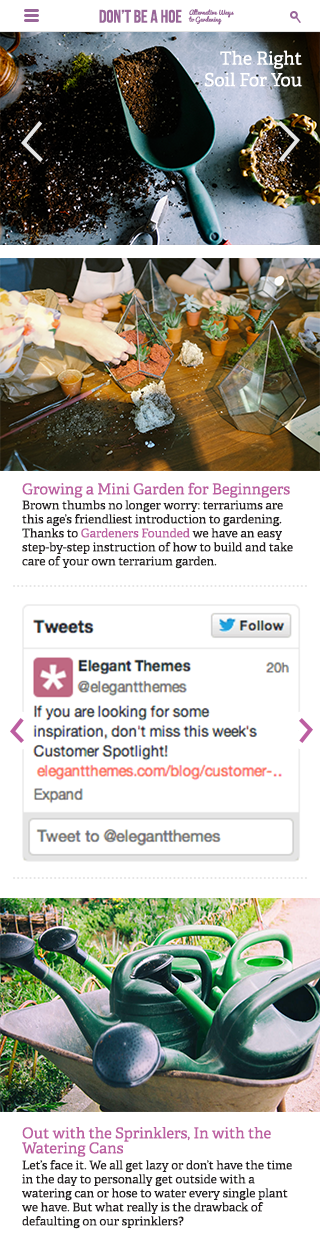 DON'T BE A HOE Alternative Ways
to Gardening
The Right
Soil For You
Growing a Mini Garden for Beginngers
Brown thumbs no longer worry: terrariums are
this age's friendliest introduction to gardening.
Thanks to Gardeners Founded we have an easy
step-by-step instruction of how to build and take
care of your own terrarium garden.
Tweets
Follow
Elegant Themes 20h
@elegantthemes
If you are looking for some
inspiration, don't miss this week's
Customer Spotlight!
elegantthemes.com/blog/customer-..
Expand
Tweet to @elegantthemes
Out with the Sprinklers, In with the
Watering Cans
Let's face it. We all get lazy or don't have the time
in the day to personally get outside with a
watering can or hose to water every single plant
we have. But what really is the drawback of
defaulting on our sprinklers?